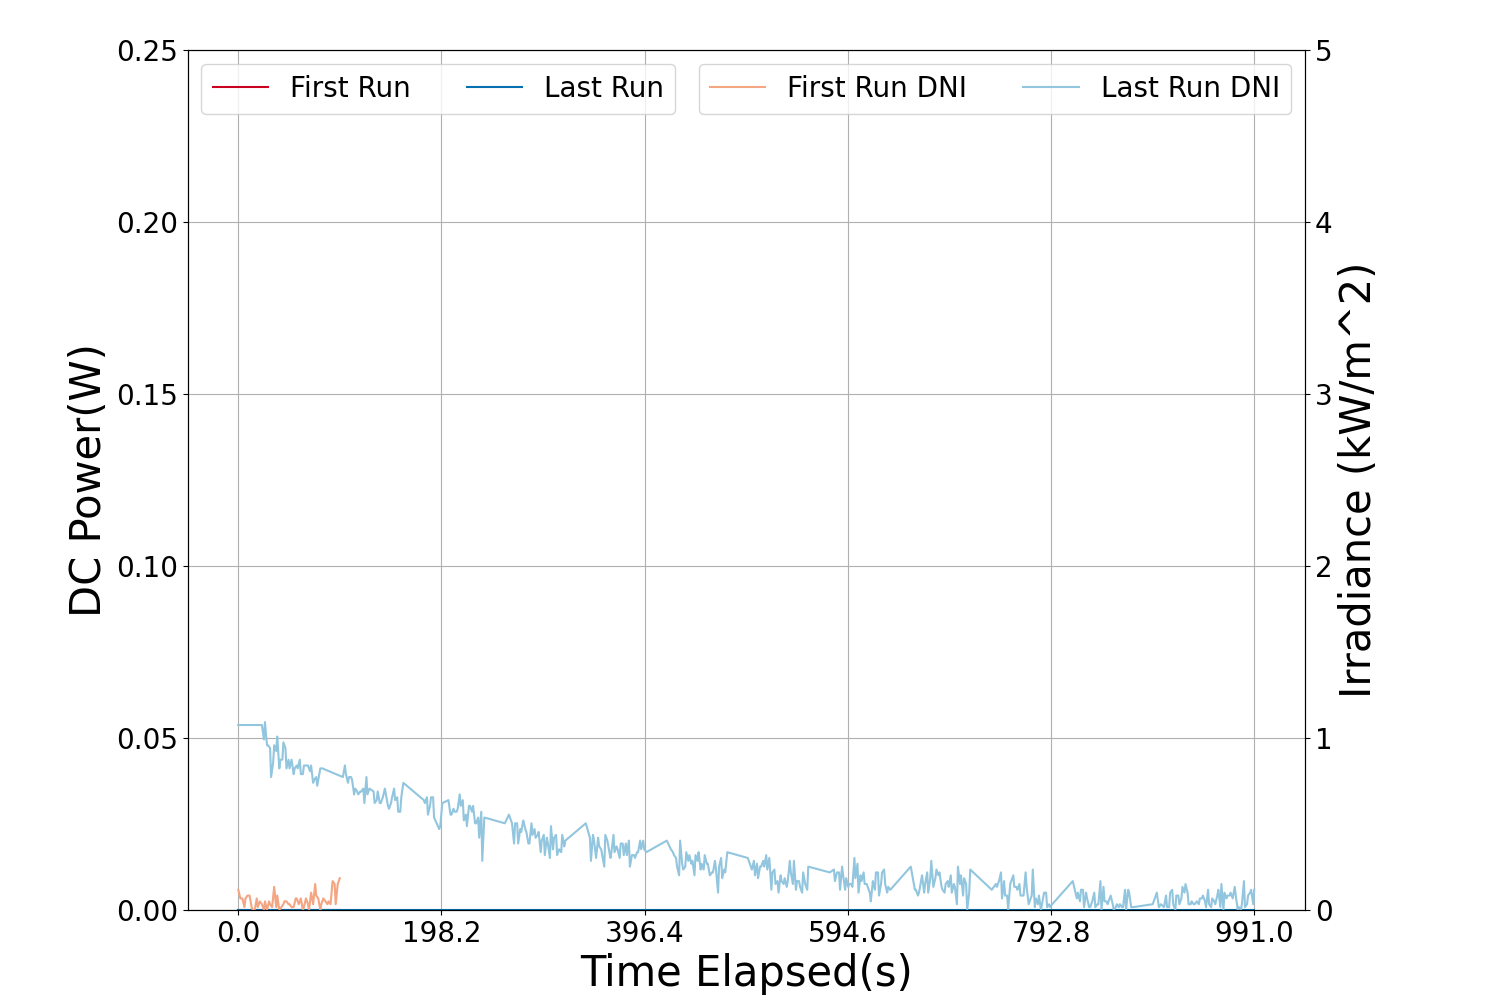 First Run
Last Run
First Run DNI
Last Run DNI
DC Power(W)
0.25
0.20
0.15
0.10
0.05
0.00
5
4
3
2
1
0
Irradiance (kW/m^2)
0.0
198.2
396.4
594.6
792.8
991.0
Time Elapsed(s)